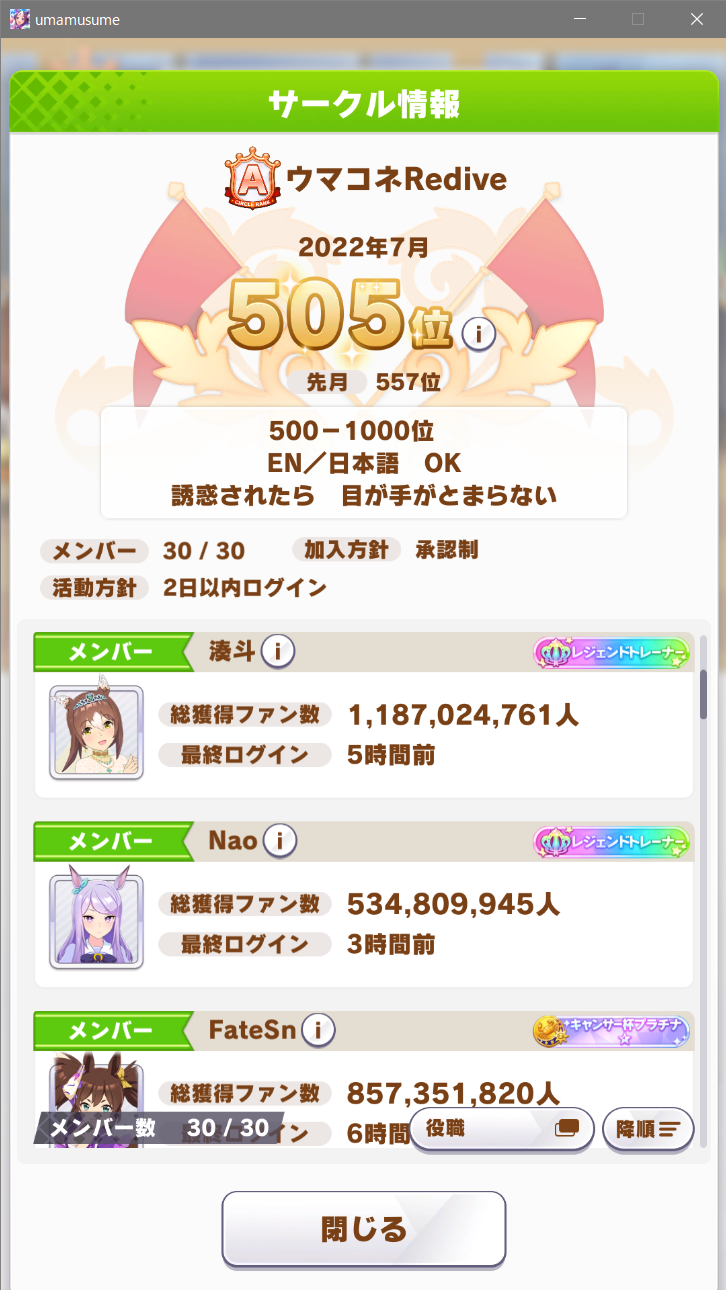 umamusume
サークル情報
A
CIRCLE RANK
ウマコネRedive
2022年7月
505位
i
先月 557位
500－1000位
EN／日本語　OK
誘惑されたら　目が手がとまらない
メンバー 30 / 30 加入方針 承認制
活動方針 2日以内ログイン
メンバー 湊斗 i レジェンドトレーナー
総獲得ファン数 1,187,024,761人
最終ログイン 5時間前
メンバー Nao i レジェンドトレーナー
総獲得ファン数 534,809,945人
最終ログイン 3時間前
メンバー FateSn i キャンサー杯プラチナ
総獲得ファン数 857,351,820人
最終ログイン 6時間
メンバー数 30 / 30
役職
降順
閉じる